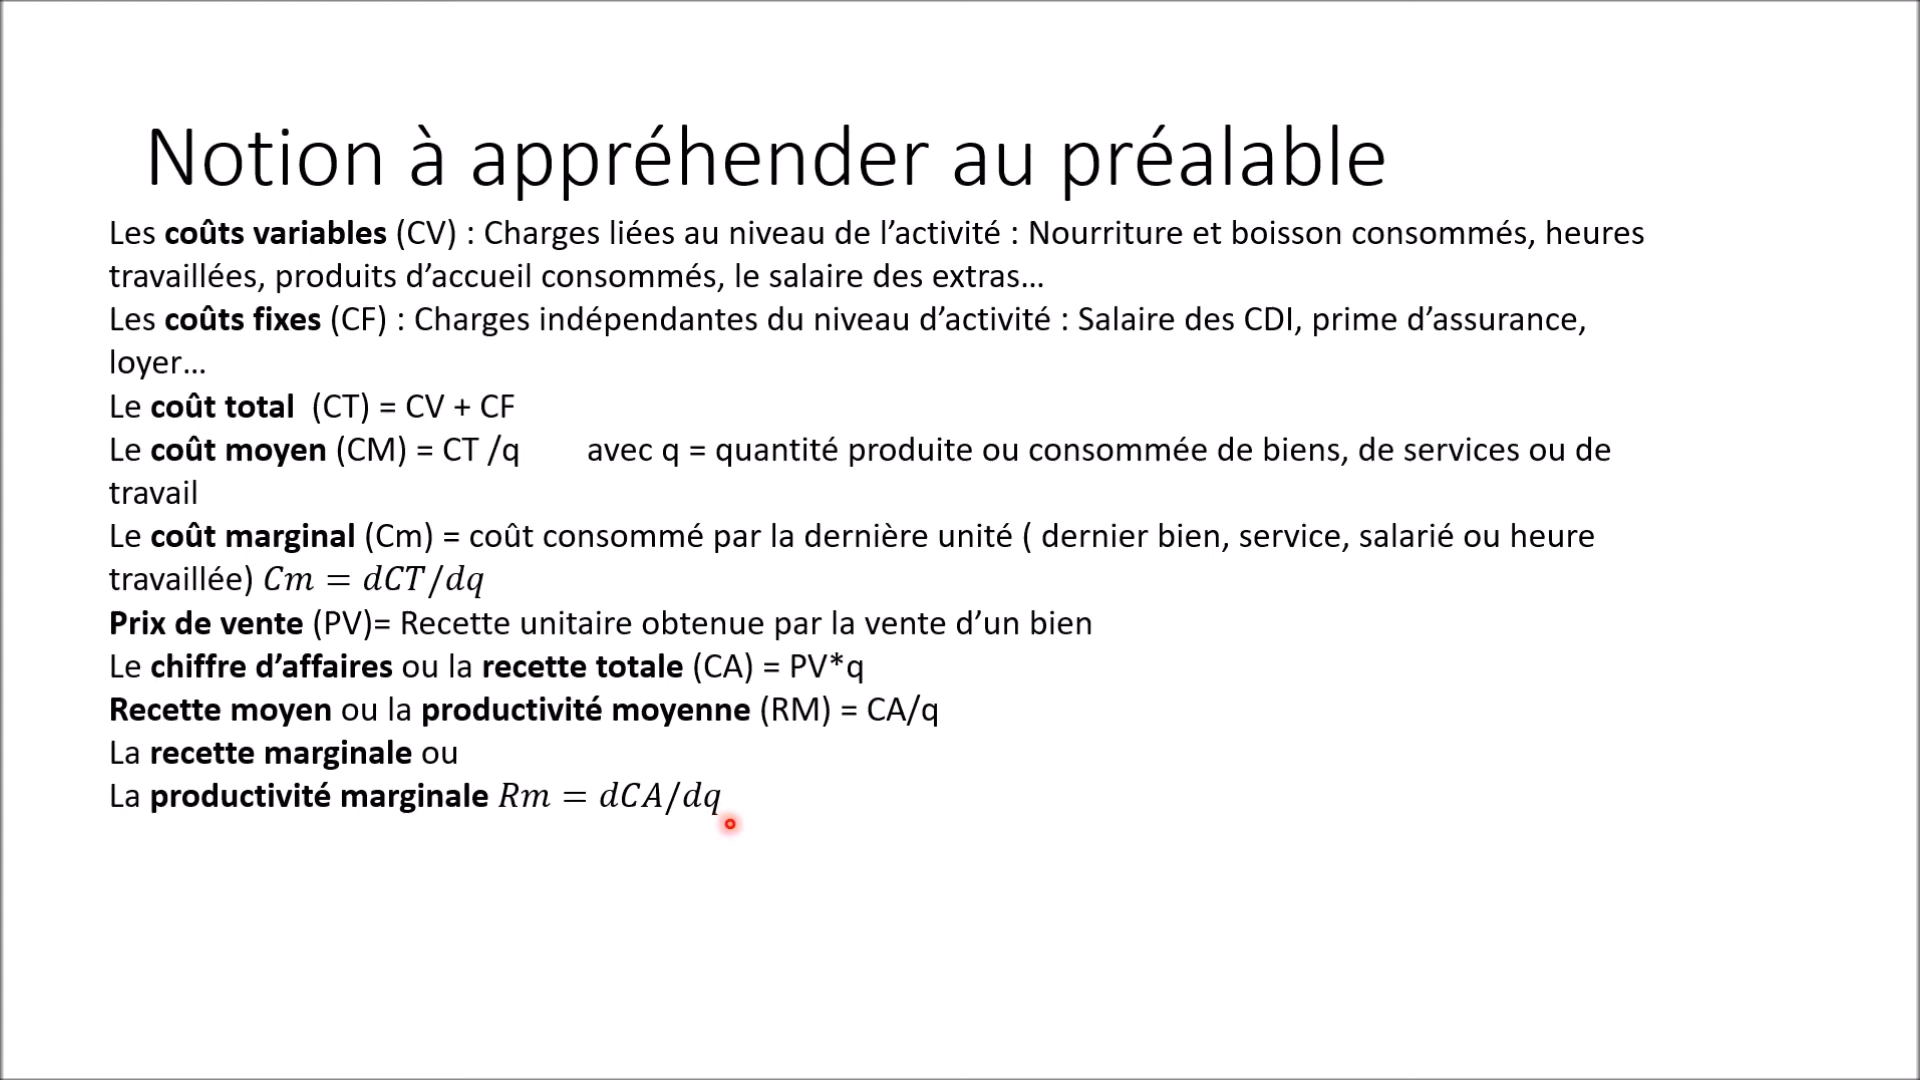 Notion à appréhender au préalable
Les coûts variables (CV) : Charges liées au niveau de l’activité : Nourriture et boisson consommés, heures
travaillées, produits d’accueil consommés, le salaire des extras…
Les coûts fixes (CF) : Charges indépendantes du niveau d’activité : Salaire des CDI, prime d’assurance,
loyer…
Le coût total  (CT) = CV + CF
Le coût moyen (CM) = CT /q avec q = quantité produite ou consommée de biens, de services ou de
travail
Le coût marginal (Cm) = coût consommé par la dernière unité ( dernier bien, service, salarié ou heure
travaillée) Cm = dCT/dq
Prix de vente (PV)= Recette unitaire obtenue par la vente d’un bien
Le chiffre d’affaires ou la recette totale (CA) = PV*q
Recette moyen ou la productivité moyenne (RM) = CA/q
La recette marginale ou
La productivité marginale Rm = dCA/dq